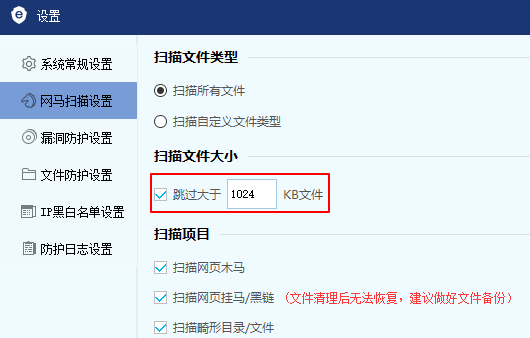 设置
系统常规设置
网马扫描设置
漏洞防护设置
文件防护设置
IP黑白名单设置
防护日志设置
扫描文件类型
扫描所有文件
扫描自定义文件类型
扫描文件大小
跳过大于 1024 KB文件
扫描项目
扫描网页木马
扫描网页挂马/黑链 (文件清理后无法恢复，建议做好文件备份)
扫描畸形目录/文件